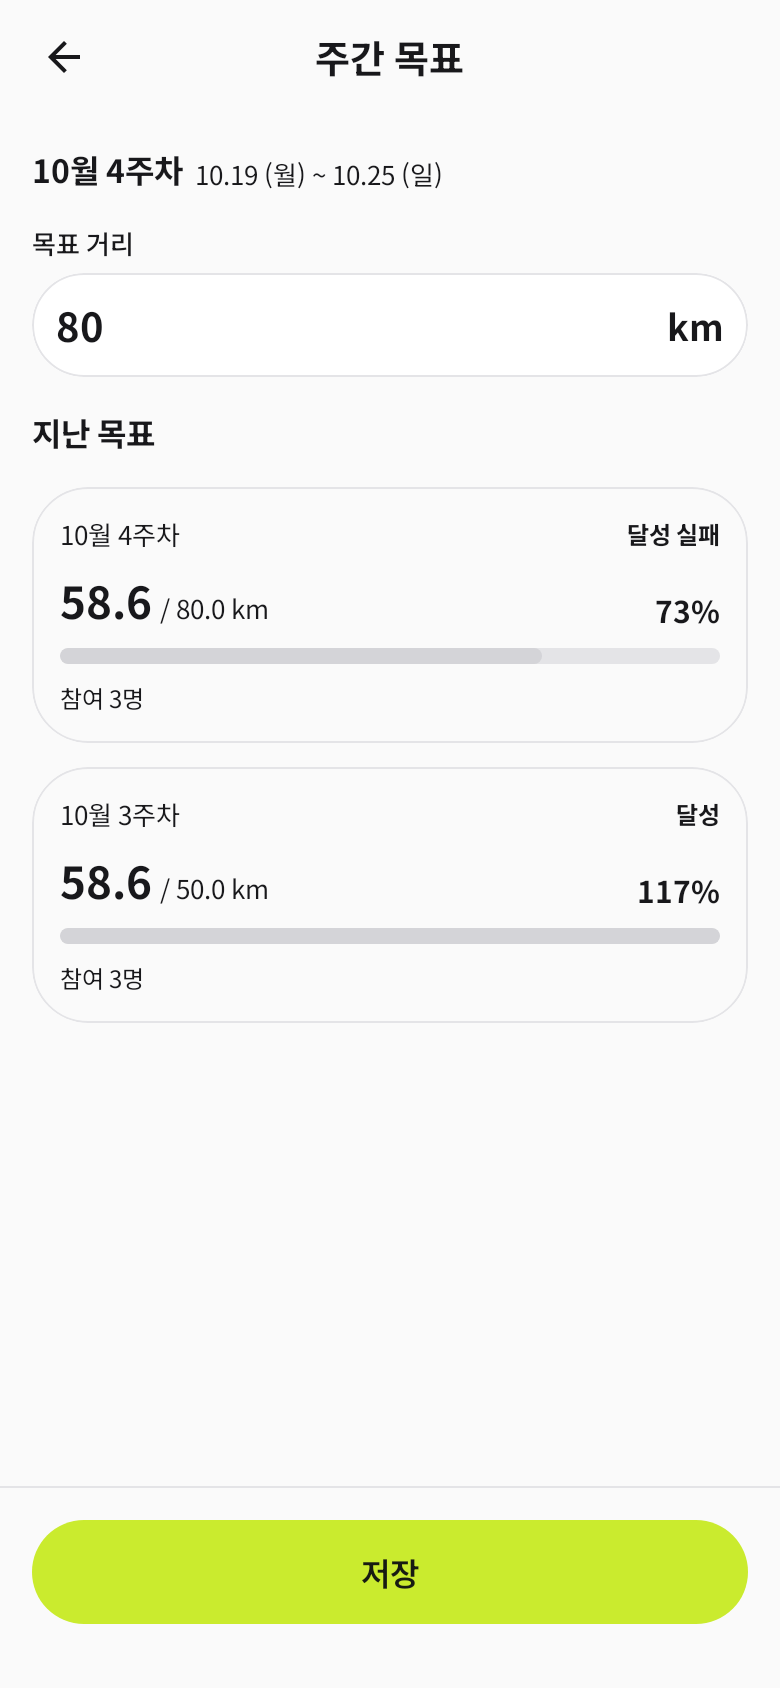 주간 목표
10월 4주차 10.19 (월) ~ 10.25 (일)
목표 거리
80 km
지난 목표
10월 4주차 달성 실패
58.6 / 80.0 km 73%
참여 3명
10월 3주차 달성
58.6 / 50.0 km 117%
참여 3명
저장